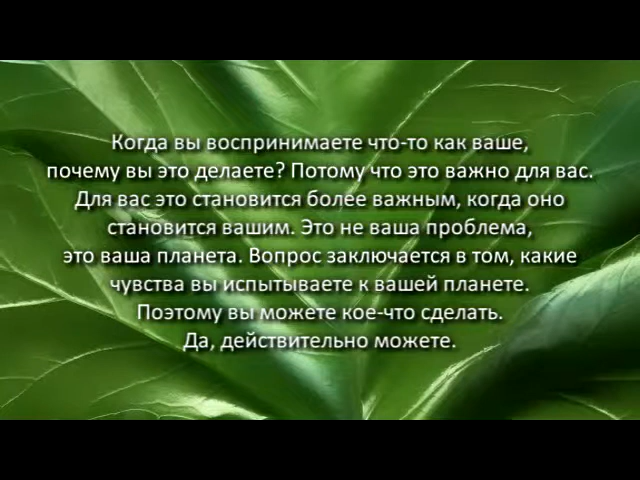 Когда вы воспринимаете что-то как ваше,
почему вы это делаете? Потому что это важно для вас.
Для вас это становится более важным, когда оно
становится вашим. Это не ваша проблема,
это ваша планета. Вопрос заключается в том, какие
чувства вы испытываете к вашей планете.
Поэтому вы можете кое-что сделать.
Да, действительно можете.